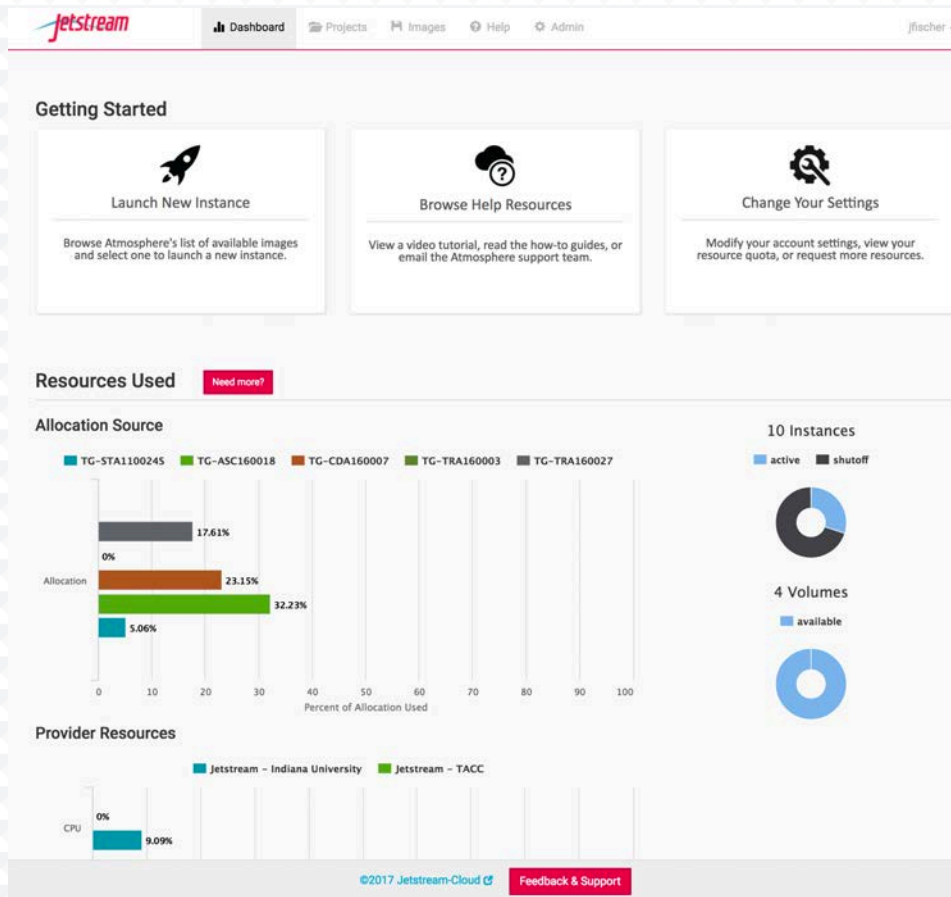 Jetstream
Dashboard Projects Images Help Admin jfischer
Getting Started
Launch New Instance
Browse Atmosphere's list of available images
and select one to launch a new instance.
Browse Help Resources
View a video tutorial, read the how-to guides, or
email the Atmosphere support team.
Change Your Settings
Modify your account settings, view your
resource quota, or request more resources.
Resources Used Need more?
Allocation Source
TG-STA110024S TG-ASC160018 TG-CDA160007 TG-TRA160003 TG-TRA160027
17.61%
0%
Allocation 23.15%
32.23%
5.06%
0 10 20 30 40 50 60 70 80 90 100
Percent of Allocation Used
10 Instances
active shutoff
4 Volumes
available
Provider Resources
Jetstream - Indiana University Jetstream - TACC
0%
CPU
9.09%
©2017 Jetstream-Cloud Feedback & Support